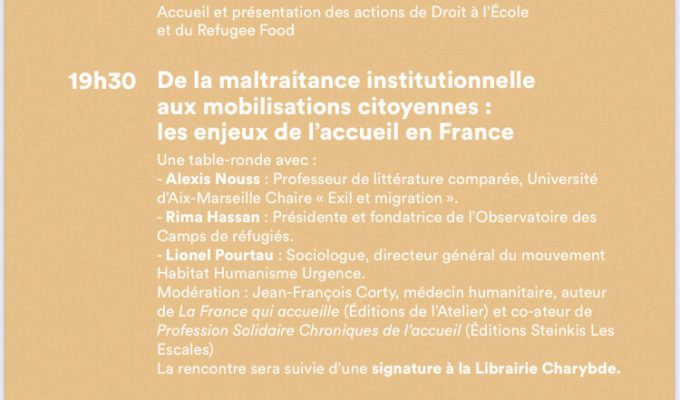 Accueil et présentation des actions de Droit à l'École
et du Refugee Food
19h30 De la maltraitance institutionnelle
aux mobilisations citoyennes :
les enjeux de l'accueil en France
Une table-ronde avec :
- Alexis Nouss : Professeur de littérature comparée, Université
d'Aix-Marseille Chaire « Exil et migration ».
- Rima Hassan : Présidente et fondatrice de l'Observatoire des
Camps de réfugiés.
- Lionel Pourtau : Sociologue, directeur général du mouvement
Habitat Humanisme Urgence.
Modération : Jean-François Corty, médecin humanitaire, auteur
de La France qui accueille (Éditions de l'Atelier) et co-ateur de
Profession Solidaire Chroniques de l'accueil (Éditions Steinkis Les
Escales)
La rencontre sera suivie d'une signature à la Librairie Charybde.